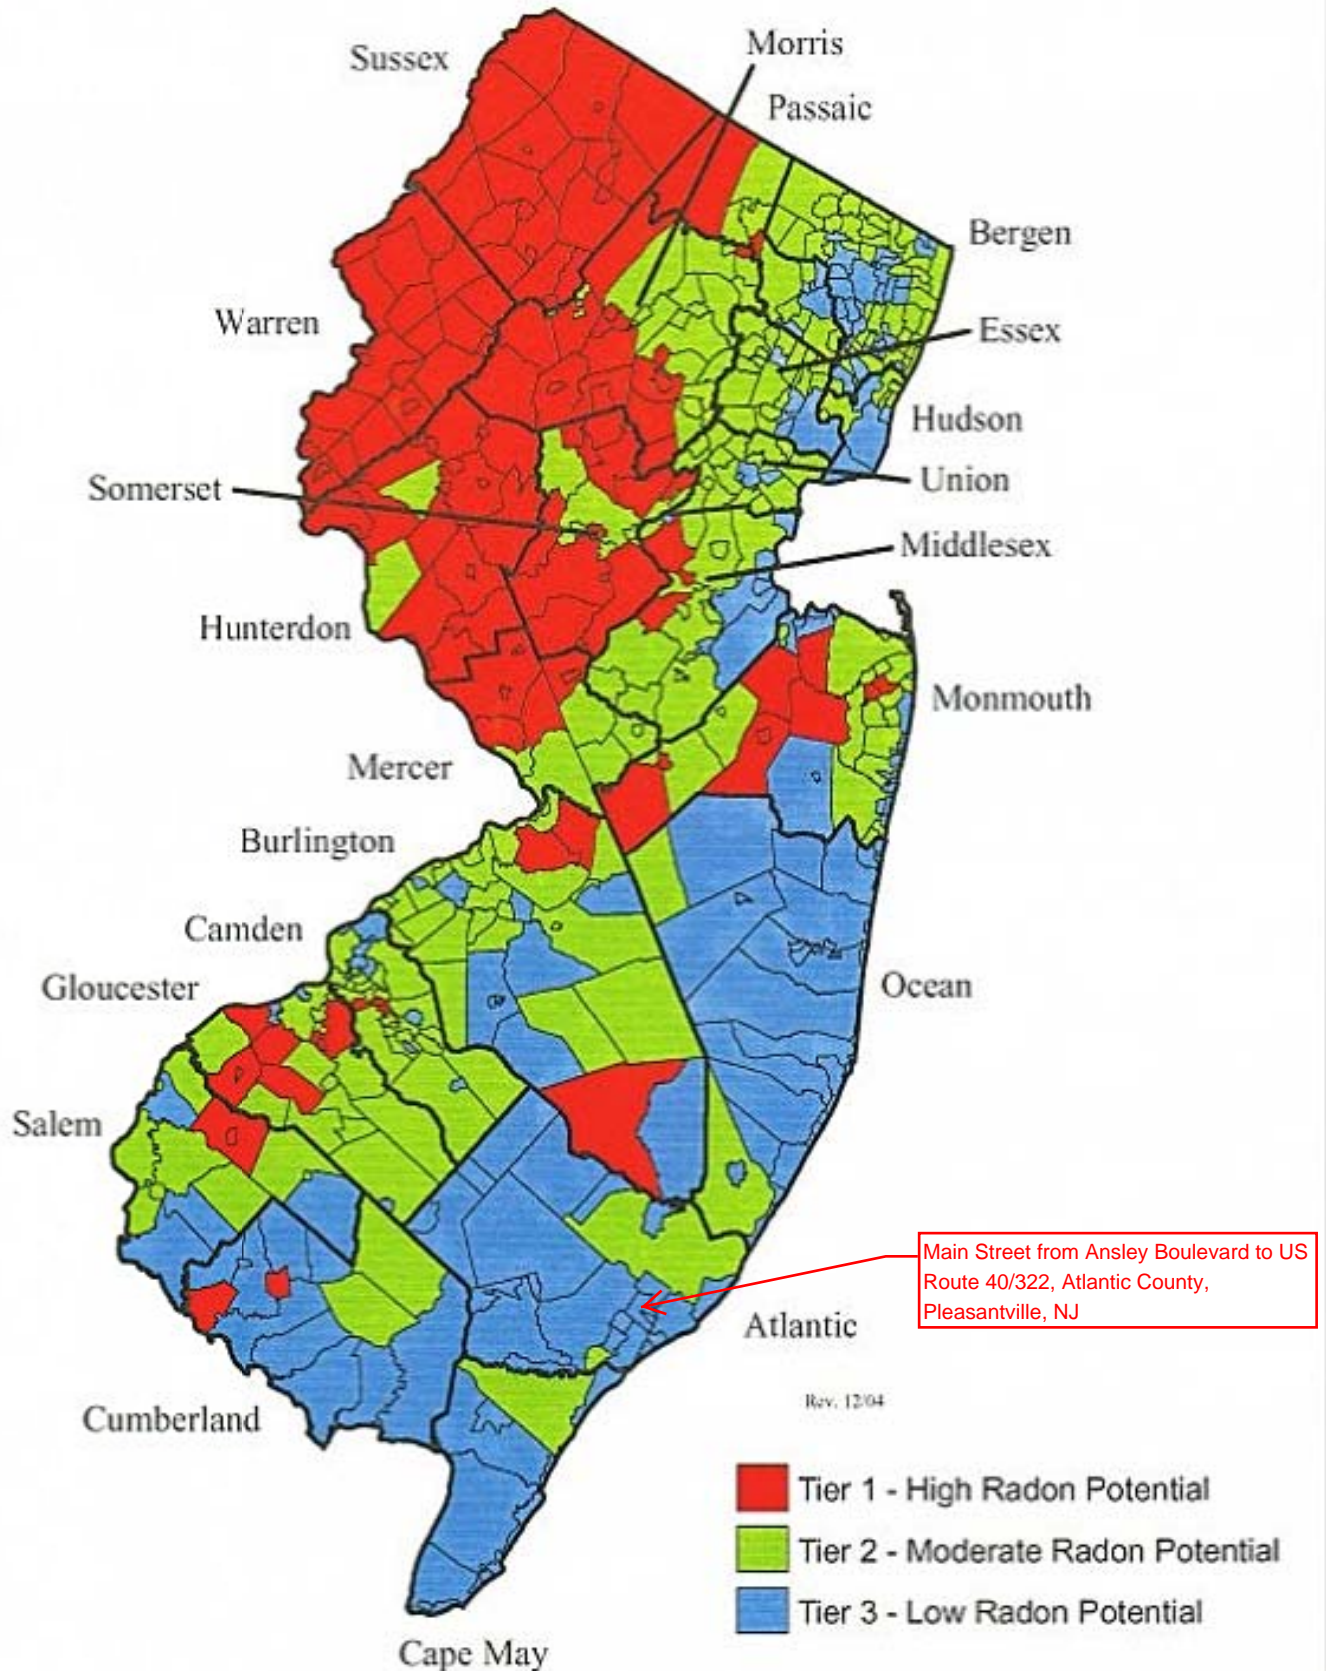 Morris
Sussex
Passaic
Bergen
Warren
Essex
Hudson
Union
Somerset
Middlesex
Hunterdon
Monmouth
Mercer
Burlington
Camden
Gloucester
Ocean
Salem
Main Street from Ansley Boulevard to US
Route 40/322, Atlantic County,
Pleasantville, NJ
Atlantic
Rev. 12/04
Cumberland
Tier 1 - High Radon Potential
Tier 2 - Moderate Radon Potential
Tier 3 - Low Radon Potential
Cape May